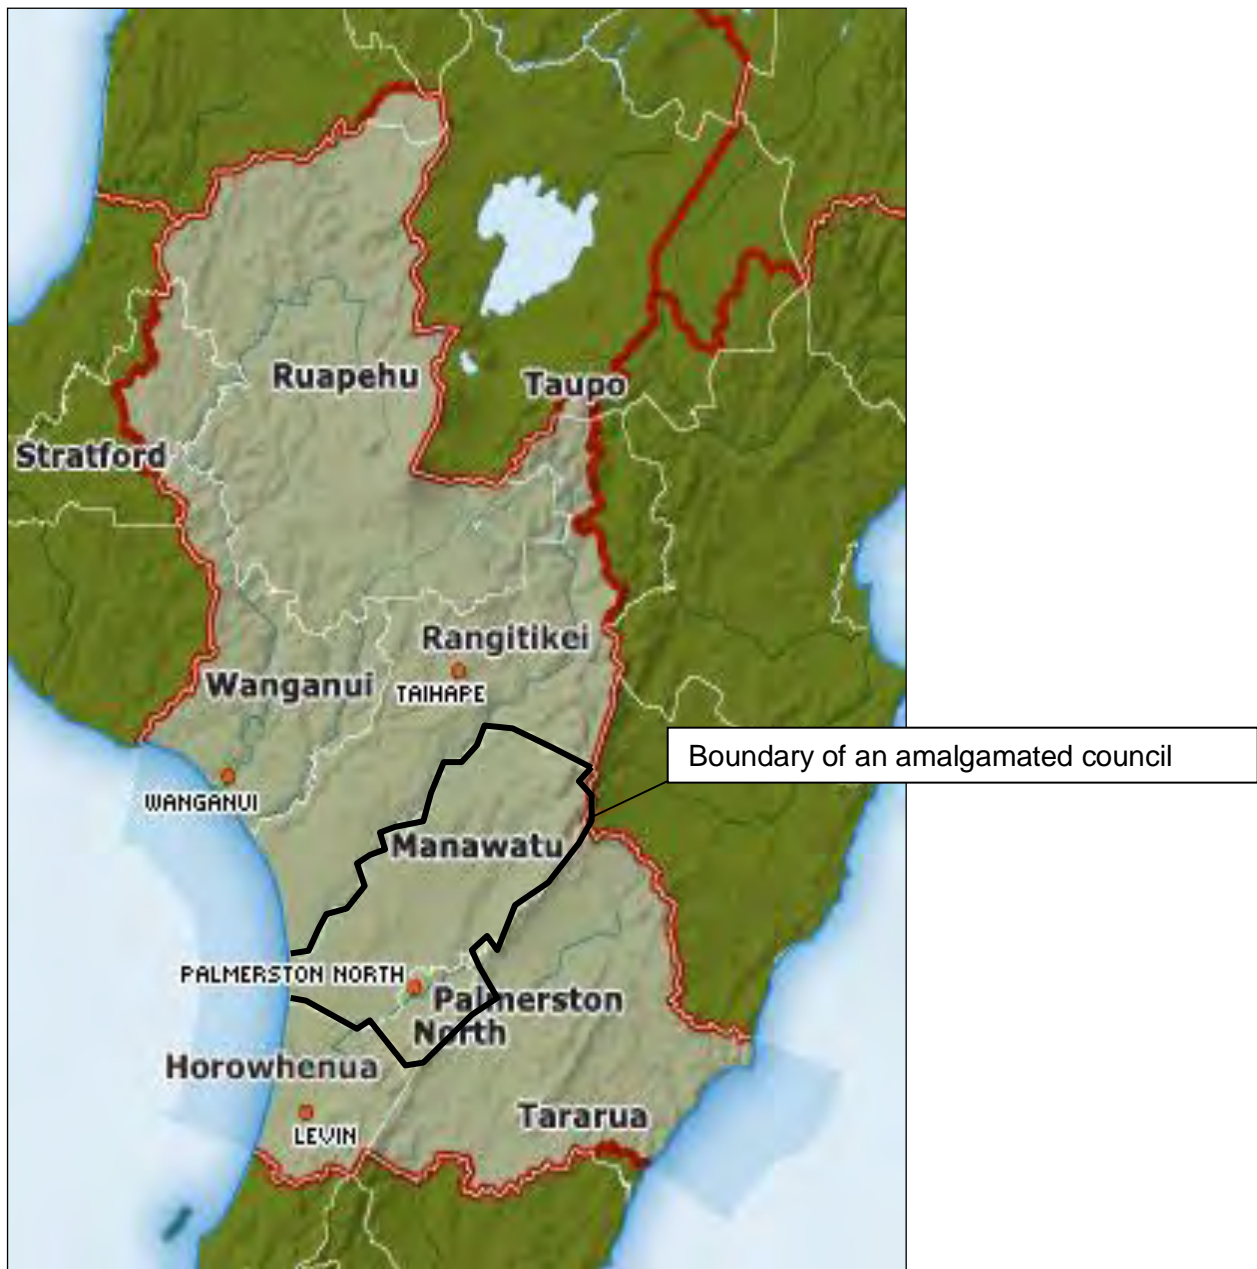 Ruapehu
Taupo
Stratford
Rangitikei
Wanganui
TAIHAPE
Boundary of an amalgamated council
WANGANUI
Manawatu
PALMERSTON NORTH
Palmerston
North
Horowhenua
Tararua
LEVIN